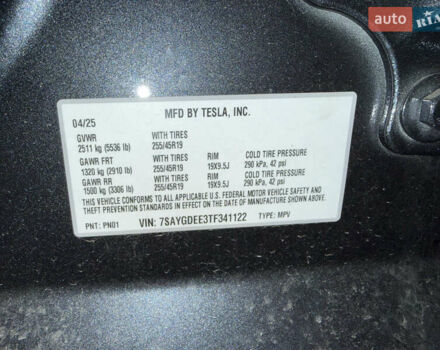 auto RIA
MFD BY TESLA, INC.
04/25
GVWR WITH TIRES
2511 kg (5536 lb) 255/45R19
GAWR FRT WITH TIRES RIM COLD TIRE PRESSURE
1320 kg (2910 lb) 255/45R19 19X9.5J 290 kPa, 42 psi
GAWR RR WITH TIRES RIM COLD TIRE PRESSURE
1500 kg (3306 lb) 255/45R19 19X9.5J 290 kPa, 42 psi
THIS VEHICLE CONFORMS TO ALL APPLICABLE U.S. FEDERAL MOTOR VEHICLE SAFETY AND
THEFT PREVENTION STANDARDS IN EFFECT ON THE DATE OF MANUFACTURE SHOWN ABOVE.
PNT: PN01 VIN: 7SAYGDEE3TF341122 TYPE: MPV